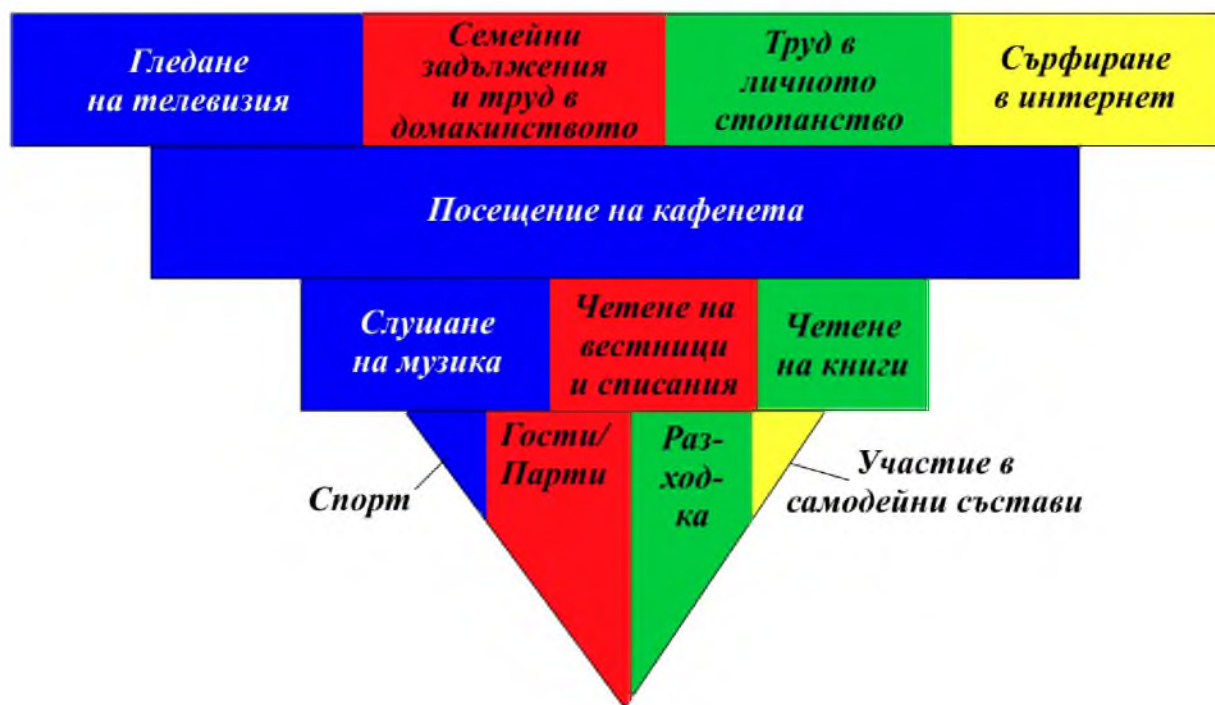 Гледане
на телевизия
Семейни
задължения
и труд в
домакинството
Труд в
личното
стопанство
Сърфиране
в интернет
Посещение на кафенета
Слушане
на музика
Четене на
вестници
и списания
Четене
на книги
Спорт
Гости/
Парти
Раз-
ход-
ка
Участие в
самодейни състави